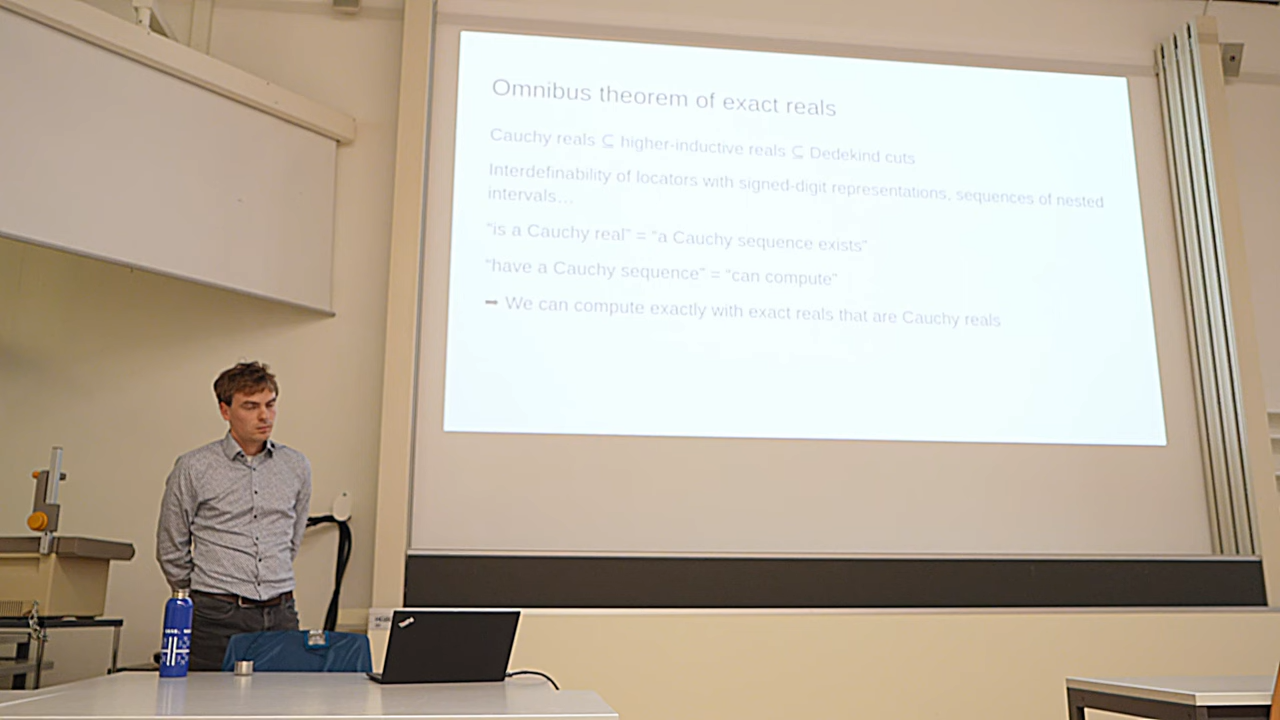 Omnibus theorem of exact reals
Cauchy reals ⊆ higher-inductive reals ⊆ Dedekind cuts
Interdefinability of locators with signed-digit representations, sequences of nested
intervals…
“is a Cauchy real” = “a Cauchy sequence exists”
“have a Cauchy sequence” = “can compute”
➡ We can compute exactly with exact reals that are Cauchy reals
ThinkPad